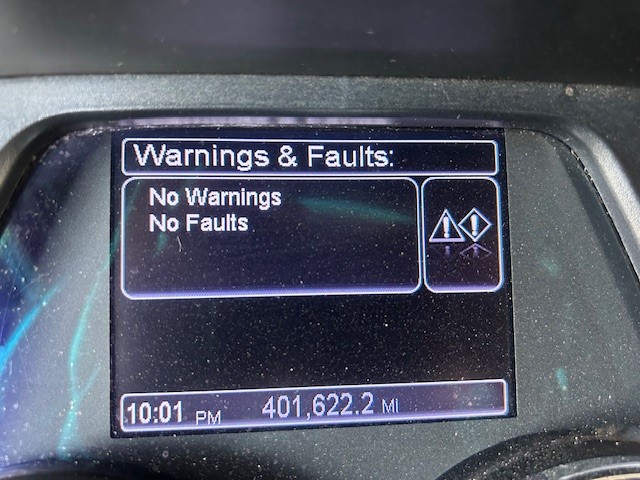 Warnings & Faults:
No Warnings
No Faults
10:01 PM 401,622.2 MI